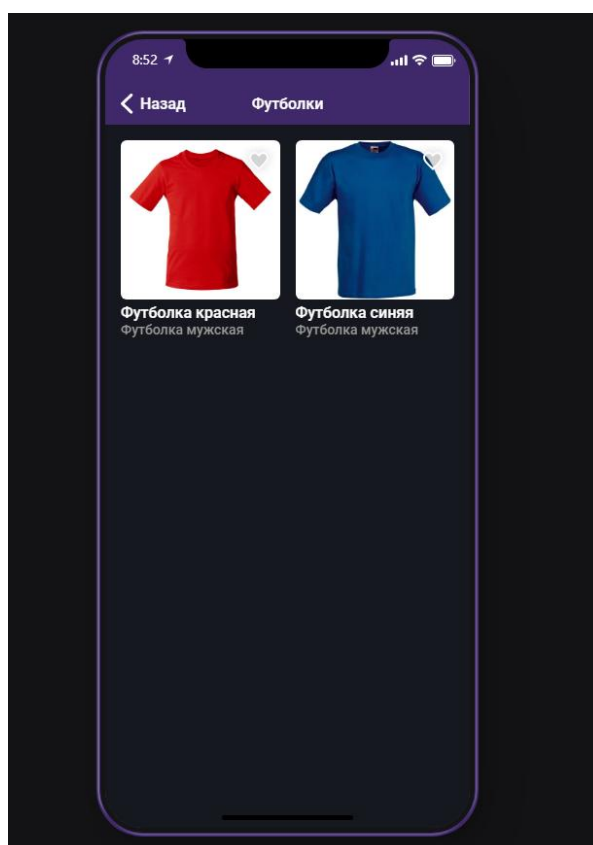 8:52
Назад
Футболки
Футболка красная
Футболка мужская
Футболка синяя
Футболка мужская